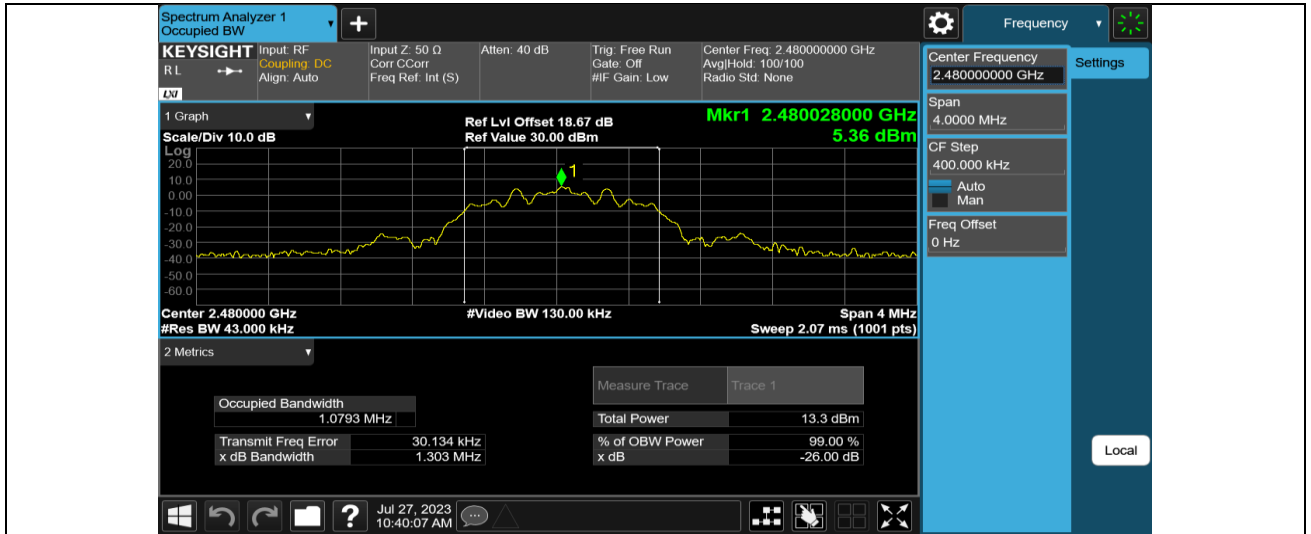 Spectrum Analyzer 1
Occupied BW
Frequency
KEYSIGHT
R L
LXI
Input: RF
Coupling: DC
Align: Auto
Input Z: 50 Ω
Corr CCorr
Freq Ref: Int (S)
Atten: 40 dB
Trig: Free Run
Gate: Off
#IF Gain: Low
Center Freq: 2.480000000 GHz
Avg|Hold: 100/100
Radio Std: None
Center Frequency
2.480000000 GHz
Settings
Span
4.0000 MHz
CF Step
400.000 kHz
Auto
Man
Freq Offset
0 Hz
1 Graph
Scale/Div 10.0 dB
Ref Lvl Offset 18.67 dB
Ref Value 30.00 dBm
Mkr1 2.480028000 GHz
5.36 dBm
Log
20.0
10.0
0.00
-10.0
-20.0
-30.0
-40.0
-50.0
-60.0
1
Center 2.480000 GHz
#Res BW 43.000 kHz
#Video BW 130.00 kHz
Span 4 MHz
Sweep 2.07 ms (1001 pts)
2 Metrics
Measure Trace Trace 1
Occupied Bandwidth
1.0793 MHz
Total Power 13.3 dBm
Transmit Freq Error 30.134 kHz
% of OBW Power 99.00 %
x dB Bandwidth 1.303 MHz
x dB -26.00 dB
Local
?
Jul 27, 2023
10:40:07 AM